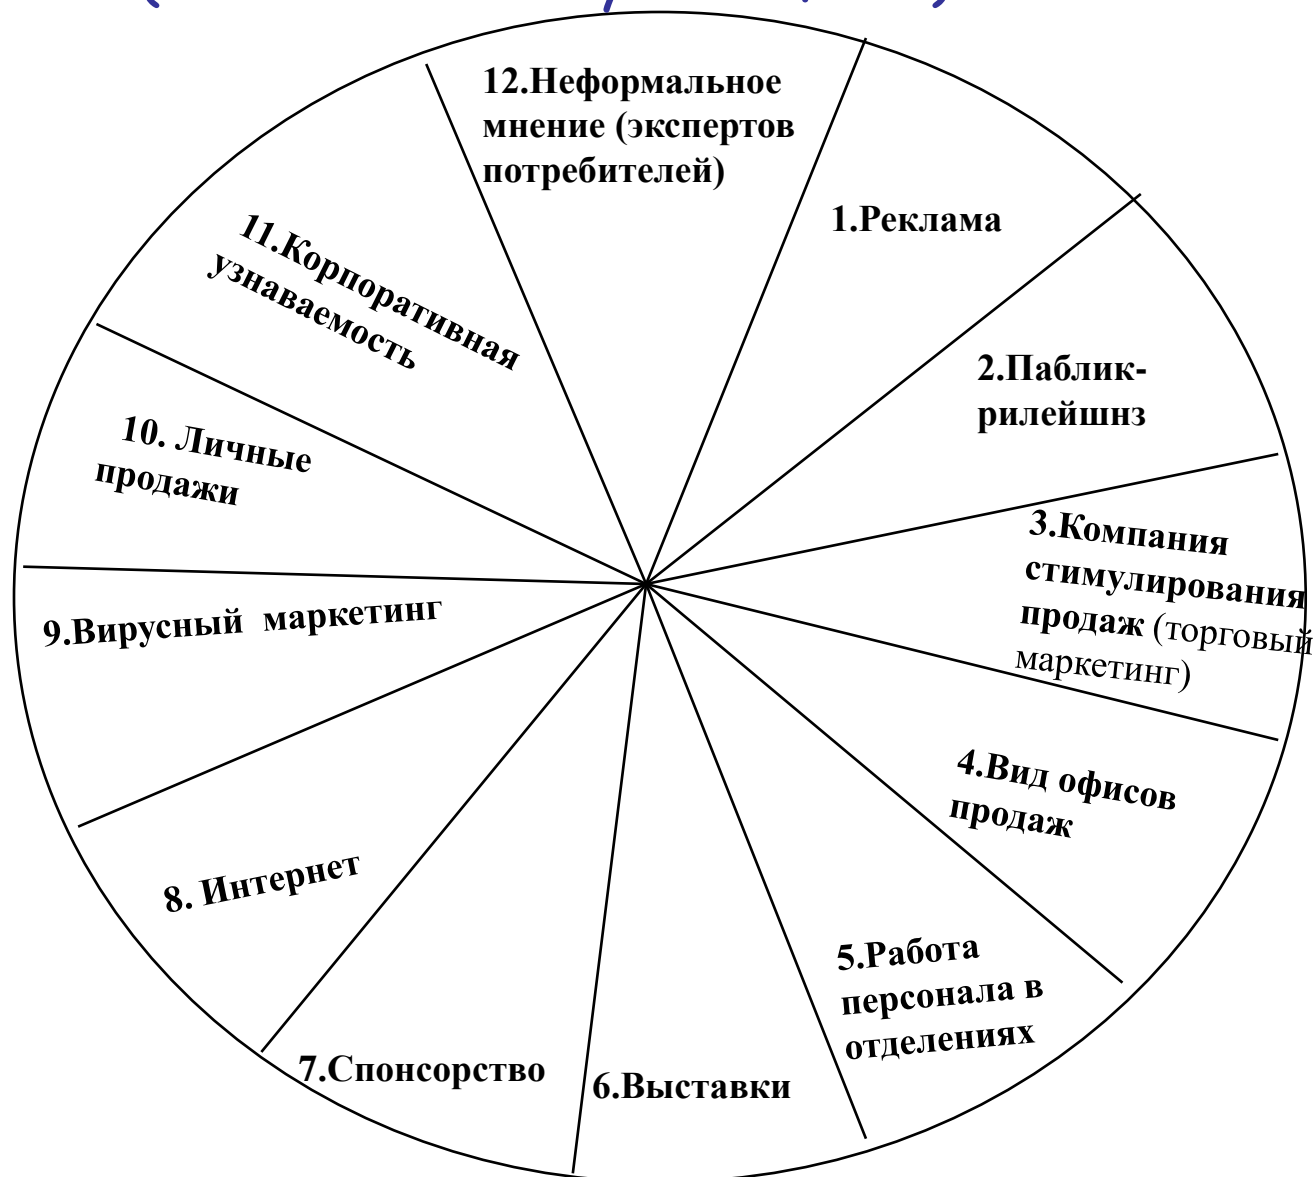 12.Неформальное
мнение (экспертов
потребителей)
1.Реклама
2.Паблик-
рилейшнз
3.Компания
стимулирования
продаж (торговый
маркетинг)
4.Вид офисов
продаж
5.Работа
персонала в
отделениях
6.Выставки
7.Спонсорство
8. Интернет
9.Вирусный маркетинг
10. Личные
продажи
11.Корпоративная
узнаваемость